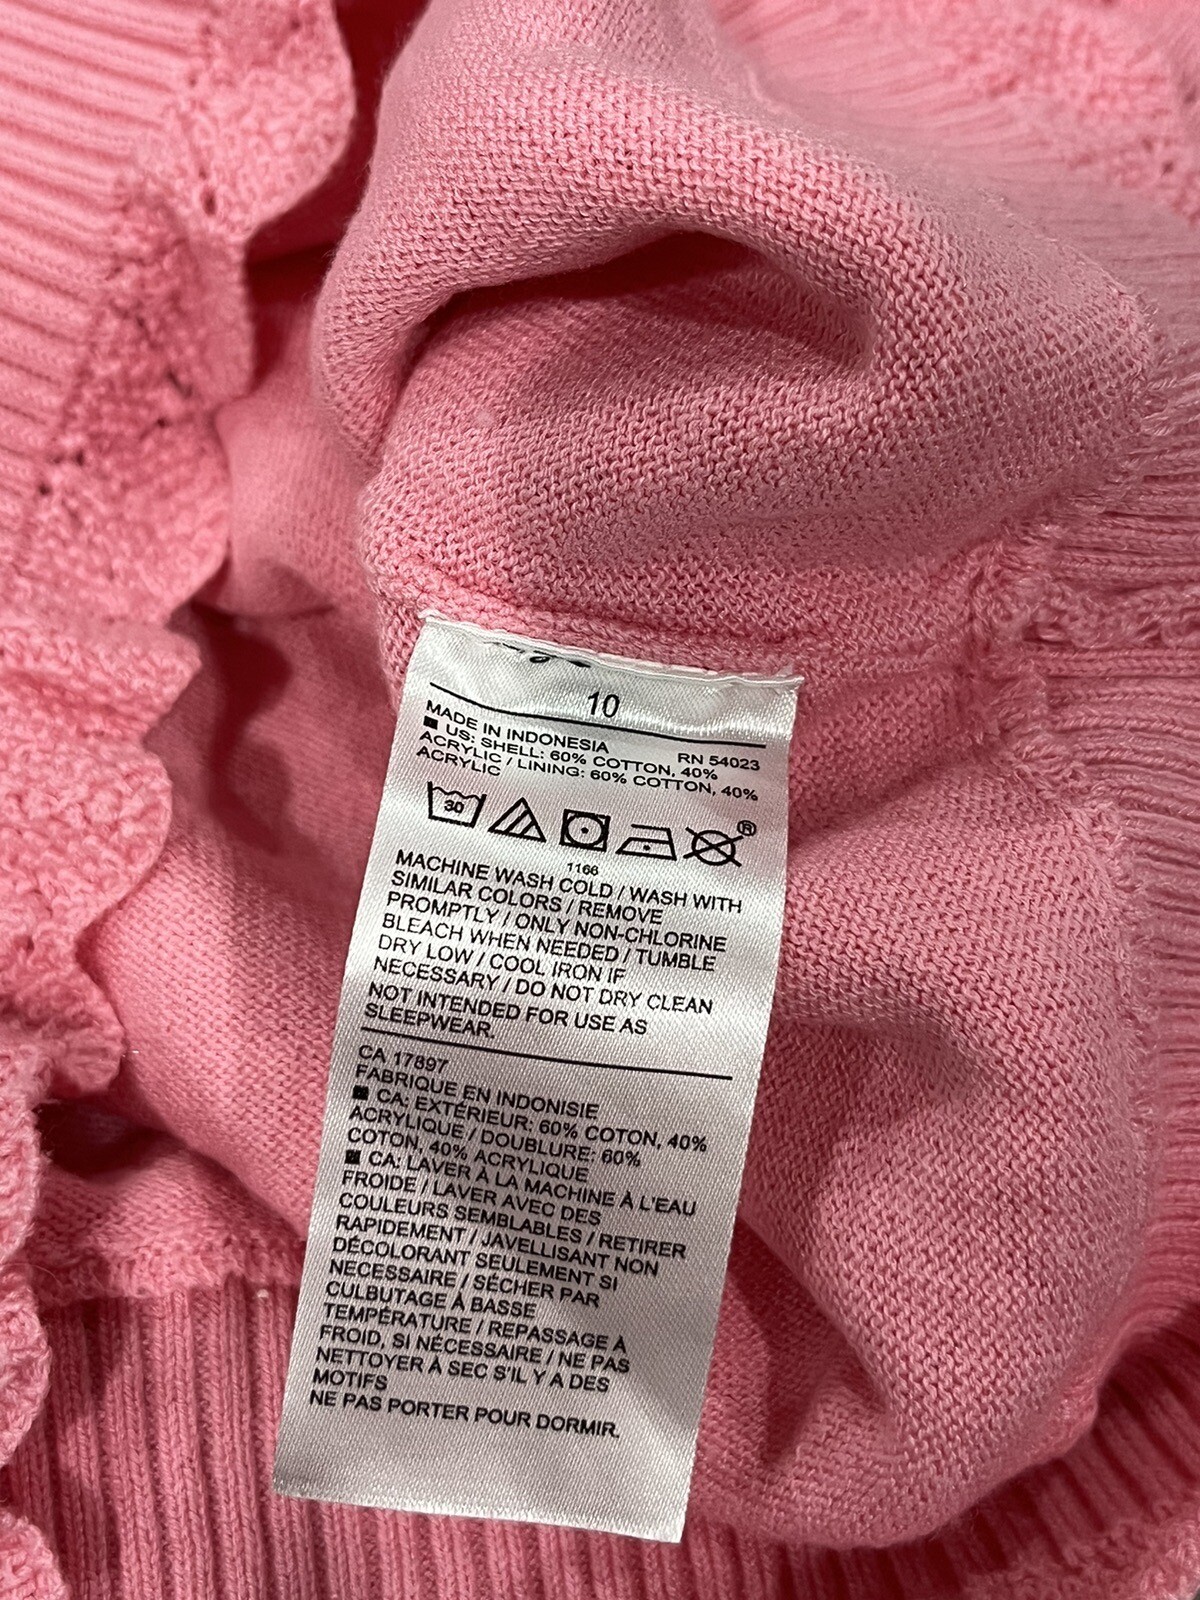 10
MADE IN INDONESIA RN 54023
US: SHELL: 60% COTTON, 40%
ACRYLIC / LINING: 60% COTTON, 40%
ACRYLIC
30
®
1166
MACHINE WASH COLD / WASH WITH
SIMILAR COLORS / REMOVE
PROMPTLY / ONLY NON-CHLORINE
BLEACH WHEN NEEDED / TUMBLE
DRY LOW / COOL IRON IF
NECESSARY / DO NOT DRY CLEAN
NOT INTENDED FOR USE AS
SLEEPWEAR.
CA 17897
FABRIQUE EN INDONISIE
CA: EXTÉRIEUR: 60% COTON, 40%
ACRYLIQUE / DOUBLURE: 60%
COTON, 40% ACRYLIQUE
CA: LAVER À LA MACHINE À L'EAU
FROIDE / LAVER AVEC DES
COULEURS SEMBLABLES / RETIRER
RAPIDEMENT / JAVELLISANT NON
DÉCOLORANT SEULEMENT SI
NÉCESSAIRE / SÉCHER PAR
CULBUTAGE À BASSE
TEMPÉRATURE / REPASSAGE À
FROID, SI NÉCESSAIRE / NE PAS
NETTOYER À SEC S'IL Y A DES
MOTIFS
NE PAS PORTER POUR DORMIR.